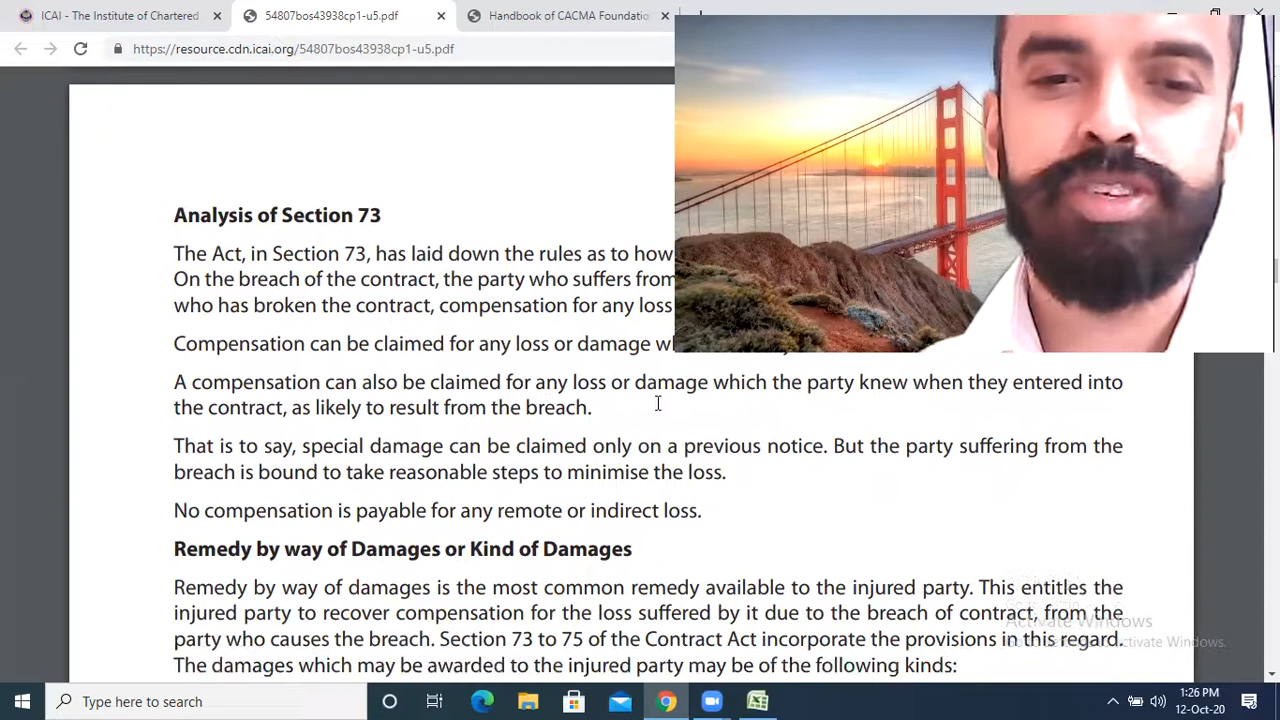 ICAI - The Institute of Chartered
54807bos43938cp1-u5.pdf
Handbook of CACMA Foundatio
https://resource.cdn.icai.org/54807bos43938cp1-u5.pdf
Analysis of Section 73
The Act, in Section 73, has laid down the rules as to how
On the breach of the contract, the party who suffers from
who has broken the contract, compensation for any loss
Compensation can be claimed for any loss or damage
A compensation can also be claimed for any loss or damage which the party knew when they entered into
the contract, as likely to result from the breach.
That is to say, special damage can be claimed only on a previous notice. But the party suffering from the
breach is bound to take reasonable steps to minimise the loss.
No compensation is payable for any remote or indirect loss.
Remedy by way of Damages or Kind of Damages
Remedy by way of damages is the most common remedy available to the injured party. This entitles the
injured party to recover compensation for the loss suffered by it due to the breach of contract, from the
party who causes the breach. Section 73 to 75 of the Contract Act incorporate the provisions in this regard.
The damages which may be awarded to the injured party may be of the following kinds:
Activate Windows
Go to Settings to activate Windows.
Type here to search
1:26 PM
12-Oct-20